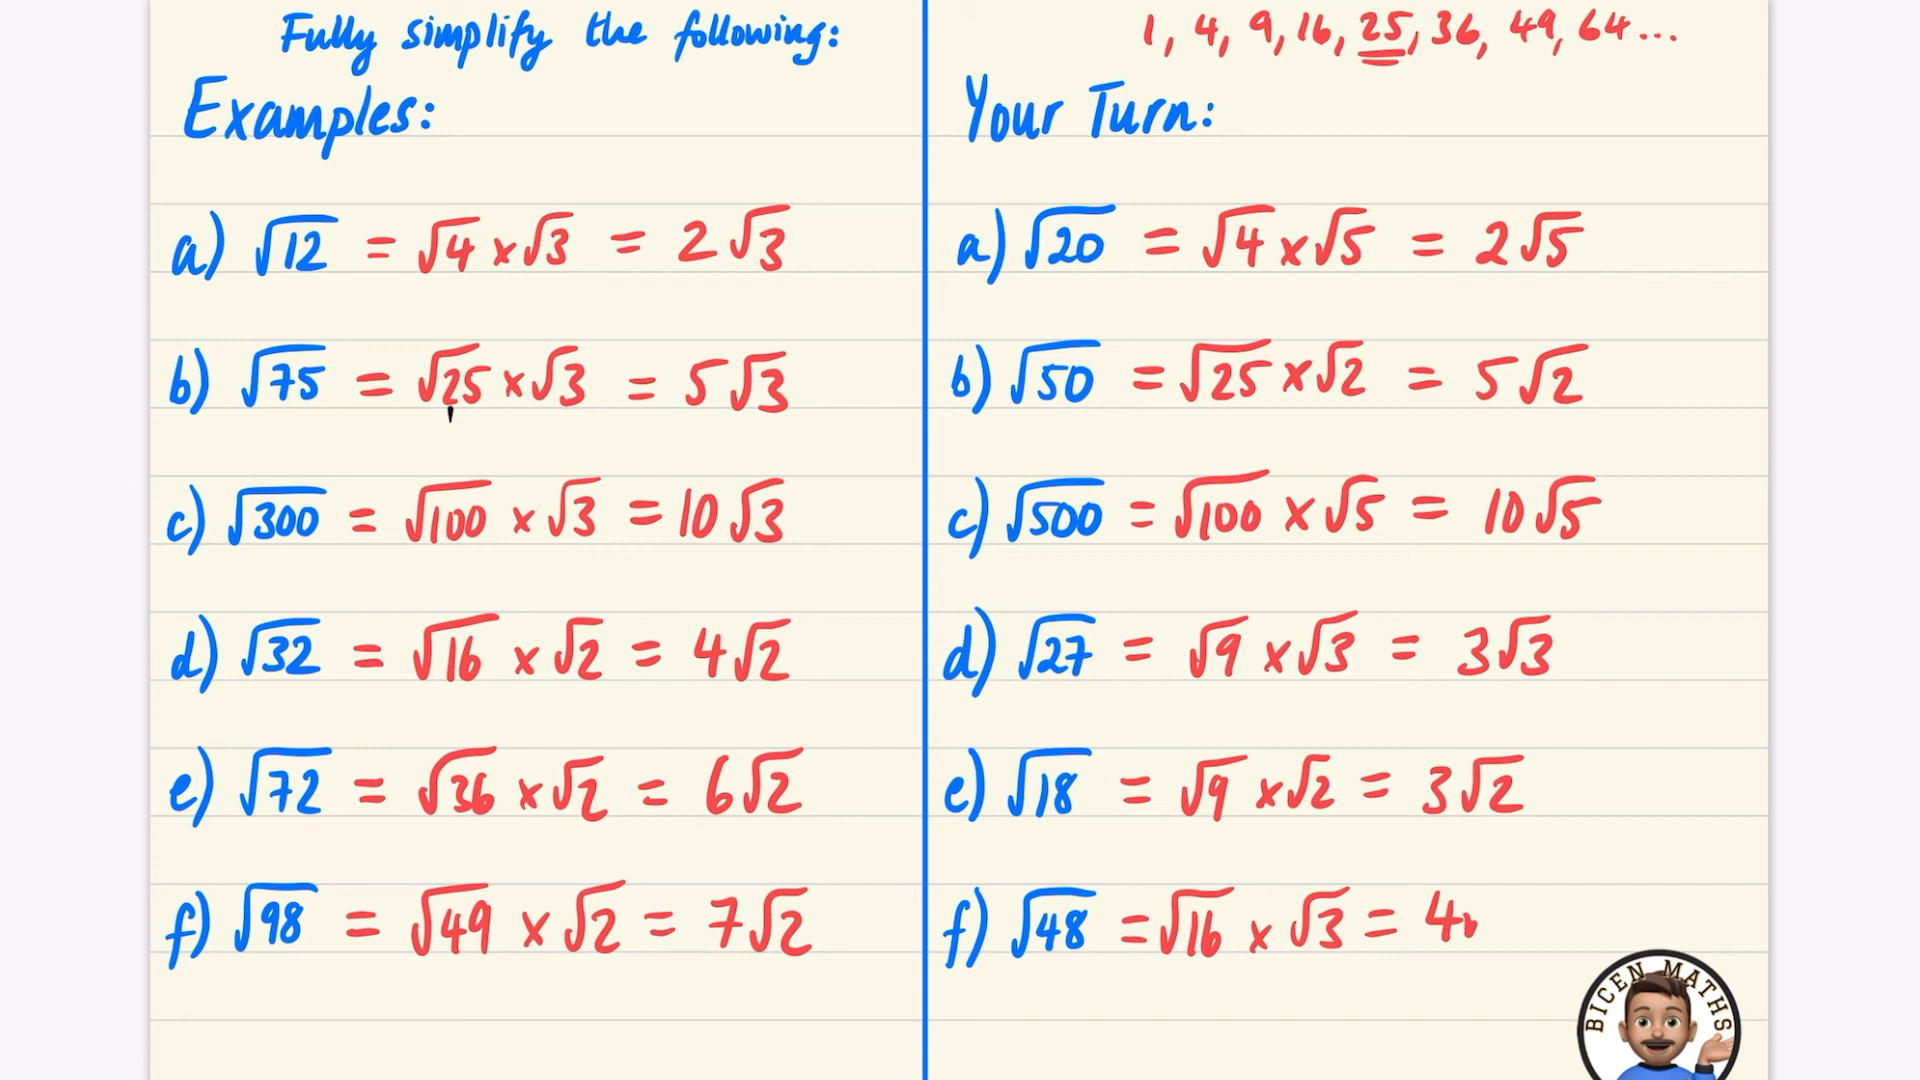 Fully simplify the following:
Examples:
a) √12 = √4 x √3 = 2√3
b) √75 = √25 x √3 = 5√3
c) √300 = √100 x √3 = 10√3
d) √32 = √16 x √2 = 4√2
e) √72 = √36 x √2 = 6√2
f) √98 = √49 x √2 = 7√2
1, 4, 9, 16, 25, 36, 49, 64...
Your Turn:
a) √20 = √4 x √5 = 2√5
b) √50 = √25 x √2 = 5√2
c) √500 = √100 x √5 = 10√5
d) √27 = √9 x √3 = 3√3
e) √18 = √9 x √2 = 3√2
f) √48 = √16 x √3 = 4
BICEN MATHS